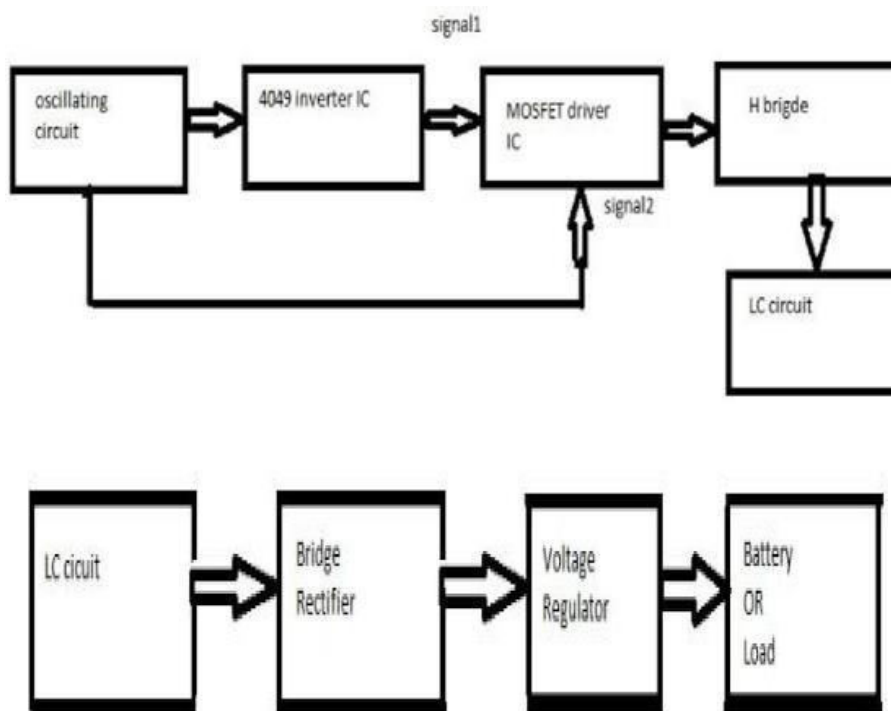 signal1
oscillating
circuit
4049 inverter IC
MOSFET driver
IC
H brigde
signal2
LC circuit
LC cicuit
Bridge
Rectifier
Voltage
Regulator
Battery
OR
Load